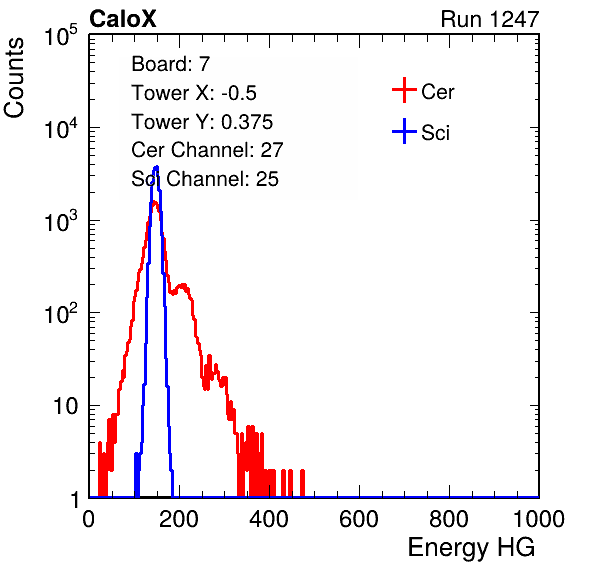 CaloX Run 1247
Counts
Board: 7
Tower X: -0.5
Tower Y: 0.375
Cer Channel: 27
Sci Channel: 25
Cer
Sci
10^5
10^4
10^3
10^2
10
1
0 200 400 600 800 1000
Energy HG